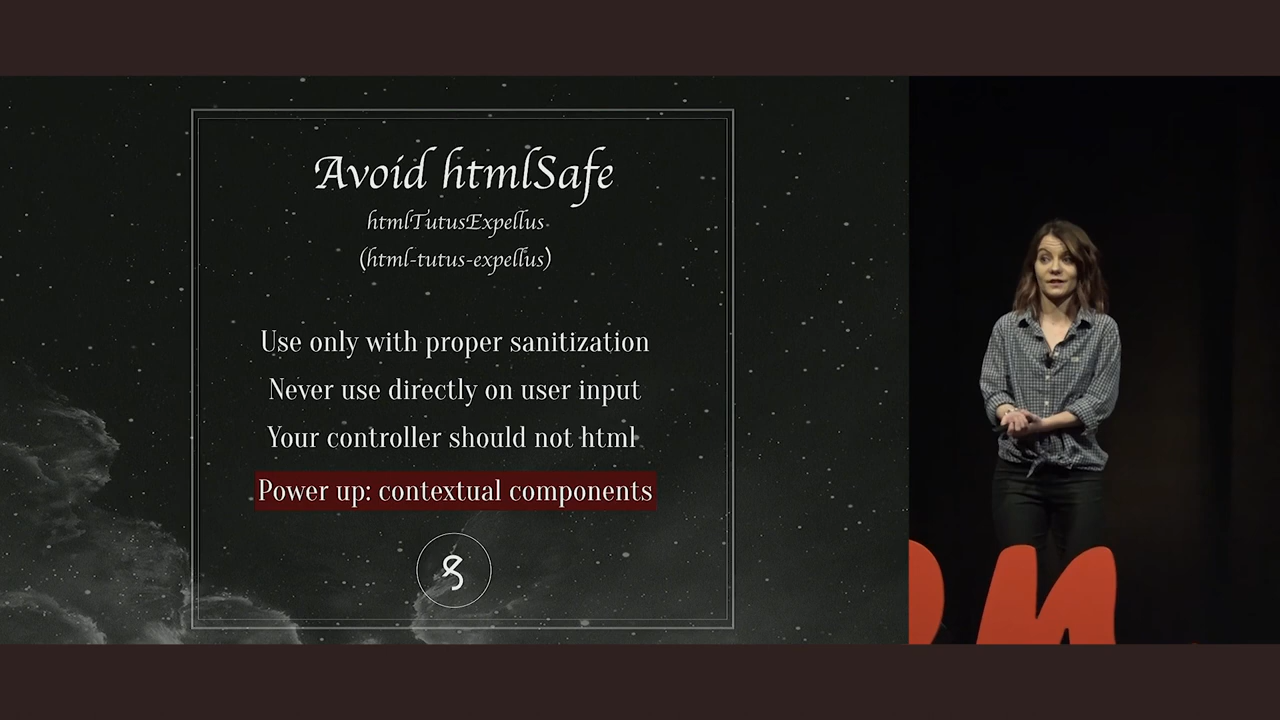 Avoid htmlSafe
htmlTutusExpellus
(html-tutus-expellus)
Use only with proper sanitization
Never use directly on user input
Your controller should not html
Power up: contextual components